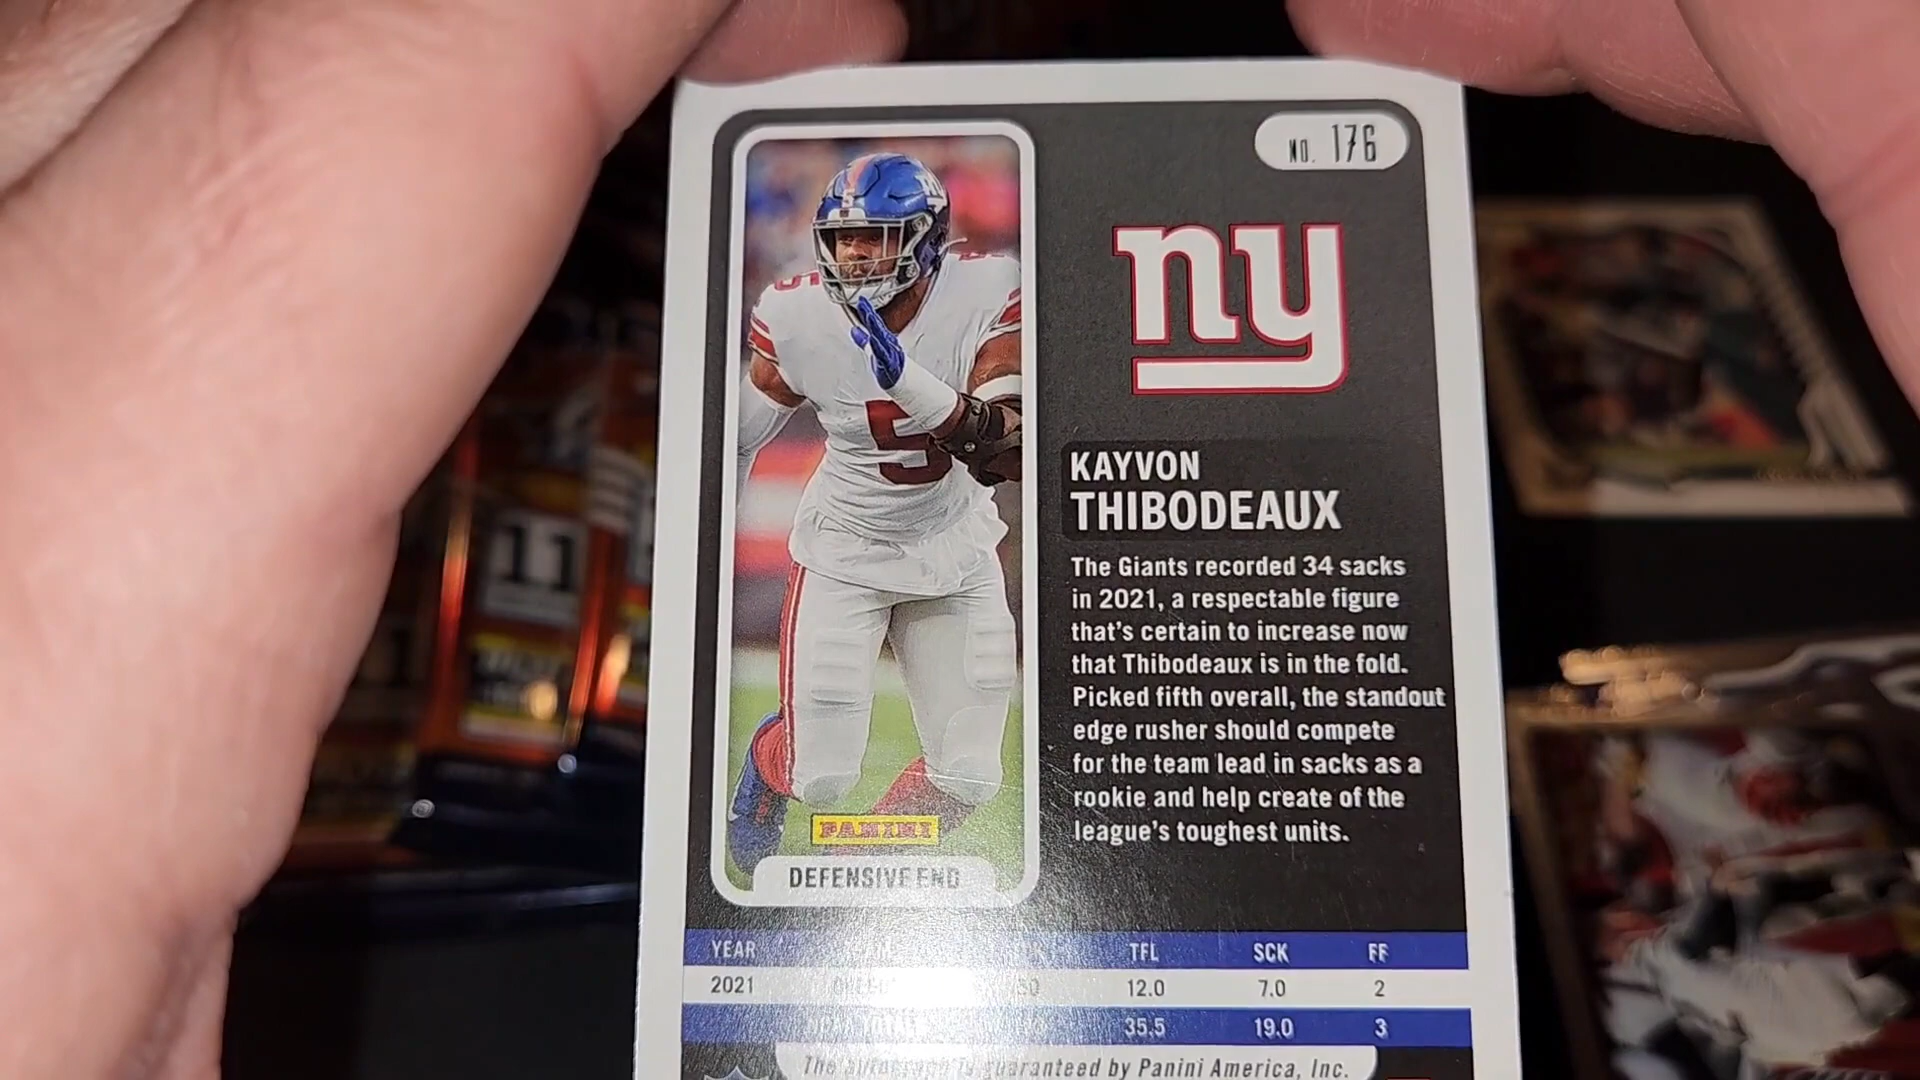 NO. 176
ny
5
5
5
11
KAYVON
THIBODEAUX
The Giants recorded 34 sacks
in 2021, a respectable figure
that's certain to increase now
that Thibodeaux is in the fold.
Picked fifth overall, the standout
edge rusher should compete
for the team lead in sacks as a
rookie and help create of the
league's toughest units.
PANINI
DEFENSIVE END
YEAR TFL SCK FF
2021 12.0 7.0 2
35.5 19.0 3
The autograph is guaranteed by Panini America, Inc.